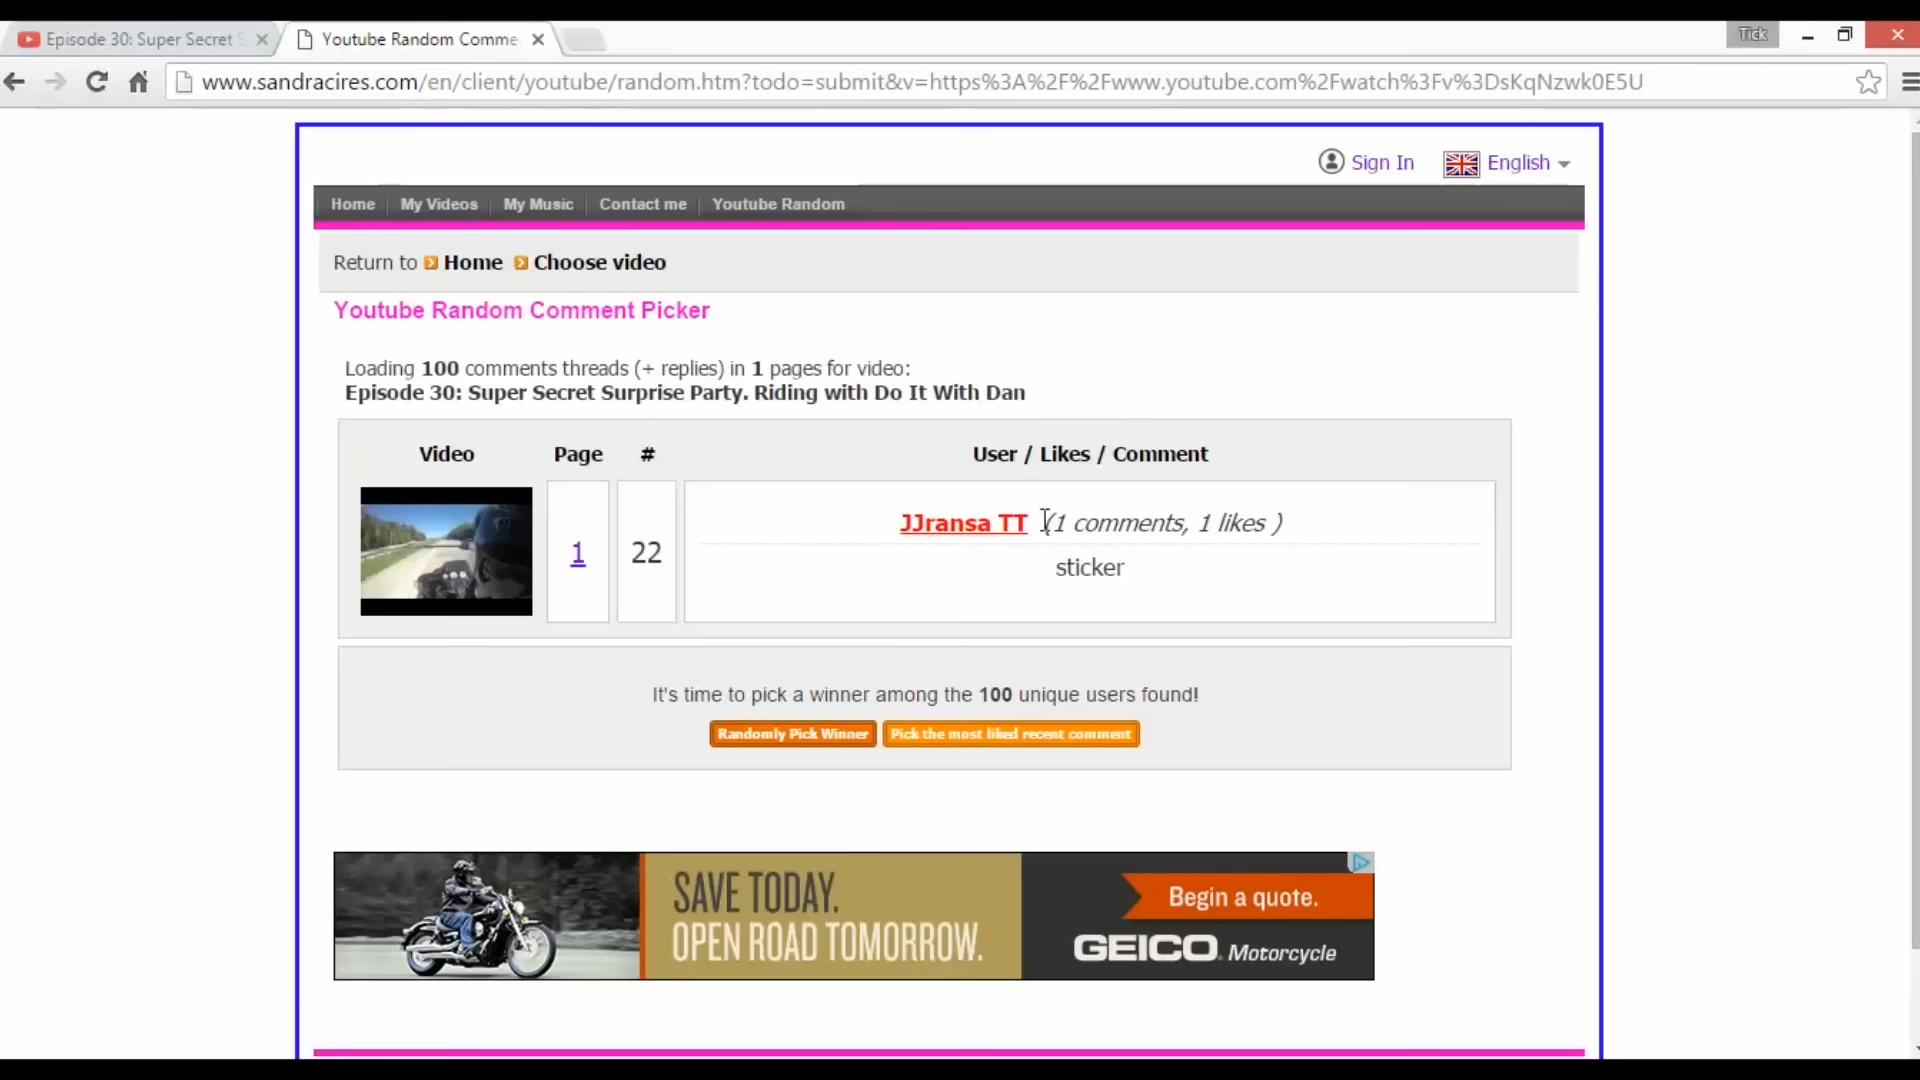 Episode 30: Super Secret S
Youtube Random Comme
Tick
www.sandracires.com/en/client/youtube/random.htm?todo=submit&v=https%3A%2F%2Fwww.youtube.com%2Fwatch%3Fv%3DsKqNzwk0E5U
Sign In English
Home My Videos My Music Contact me Youtube Random
Return to Home Choose video
Youtube Random Comment Picker
Loading 100 comments threads (+ replies) in 1 pages for video:
Episode 30: Super Secret Surprise Party. Riding with Do It With Dan
Video Page # User / Likes / Comment
JJransa TT (1 comments, 1 likes )
1 22
sticker
It's time to pick a winner among the 100 unique users found!
Randomly Pick Winner Pick the most liked recent comment
SAVE TODAY.
OPEN ROAD TOMORROW.
Begin a quote.
GEICO. Motorcycle